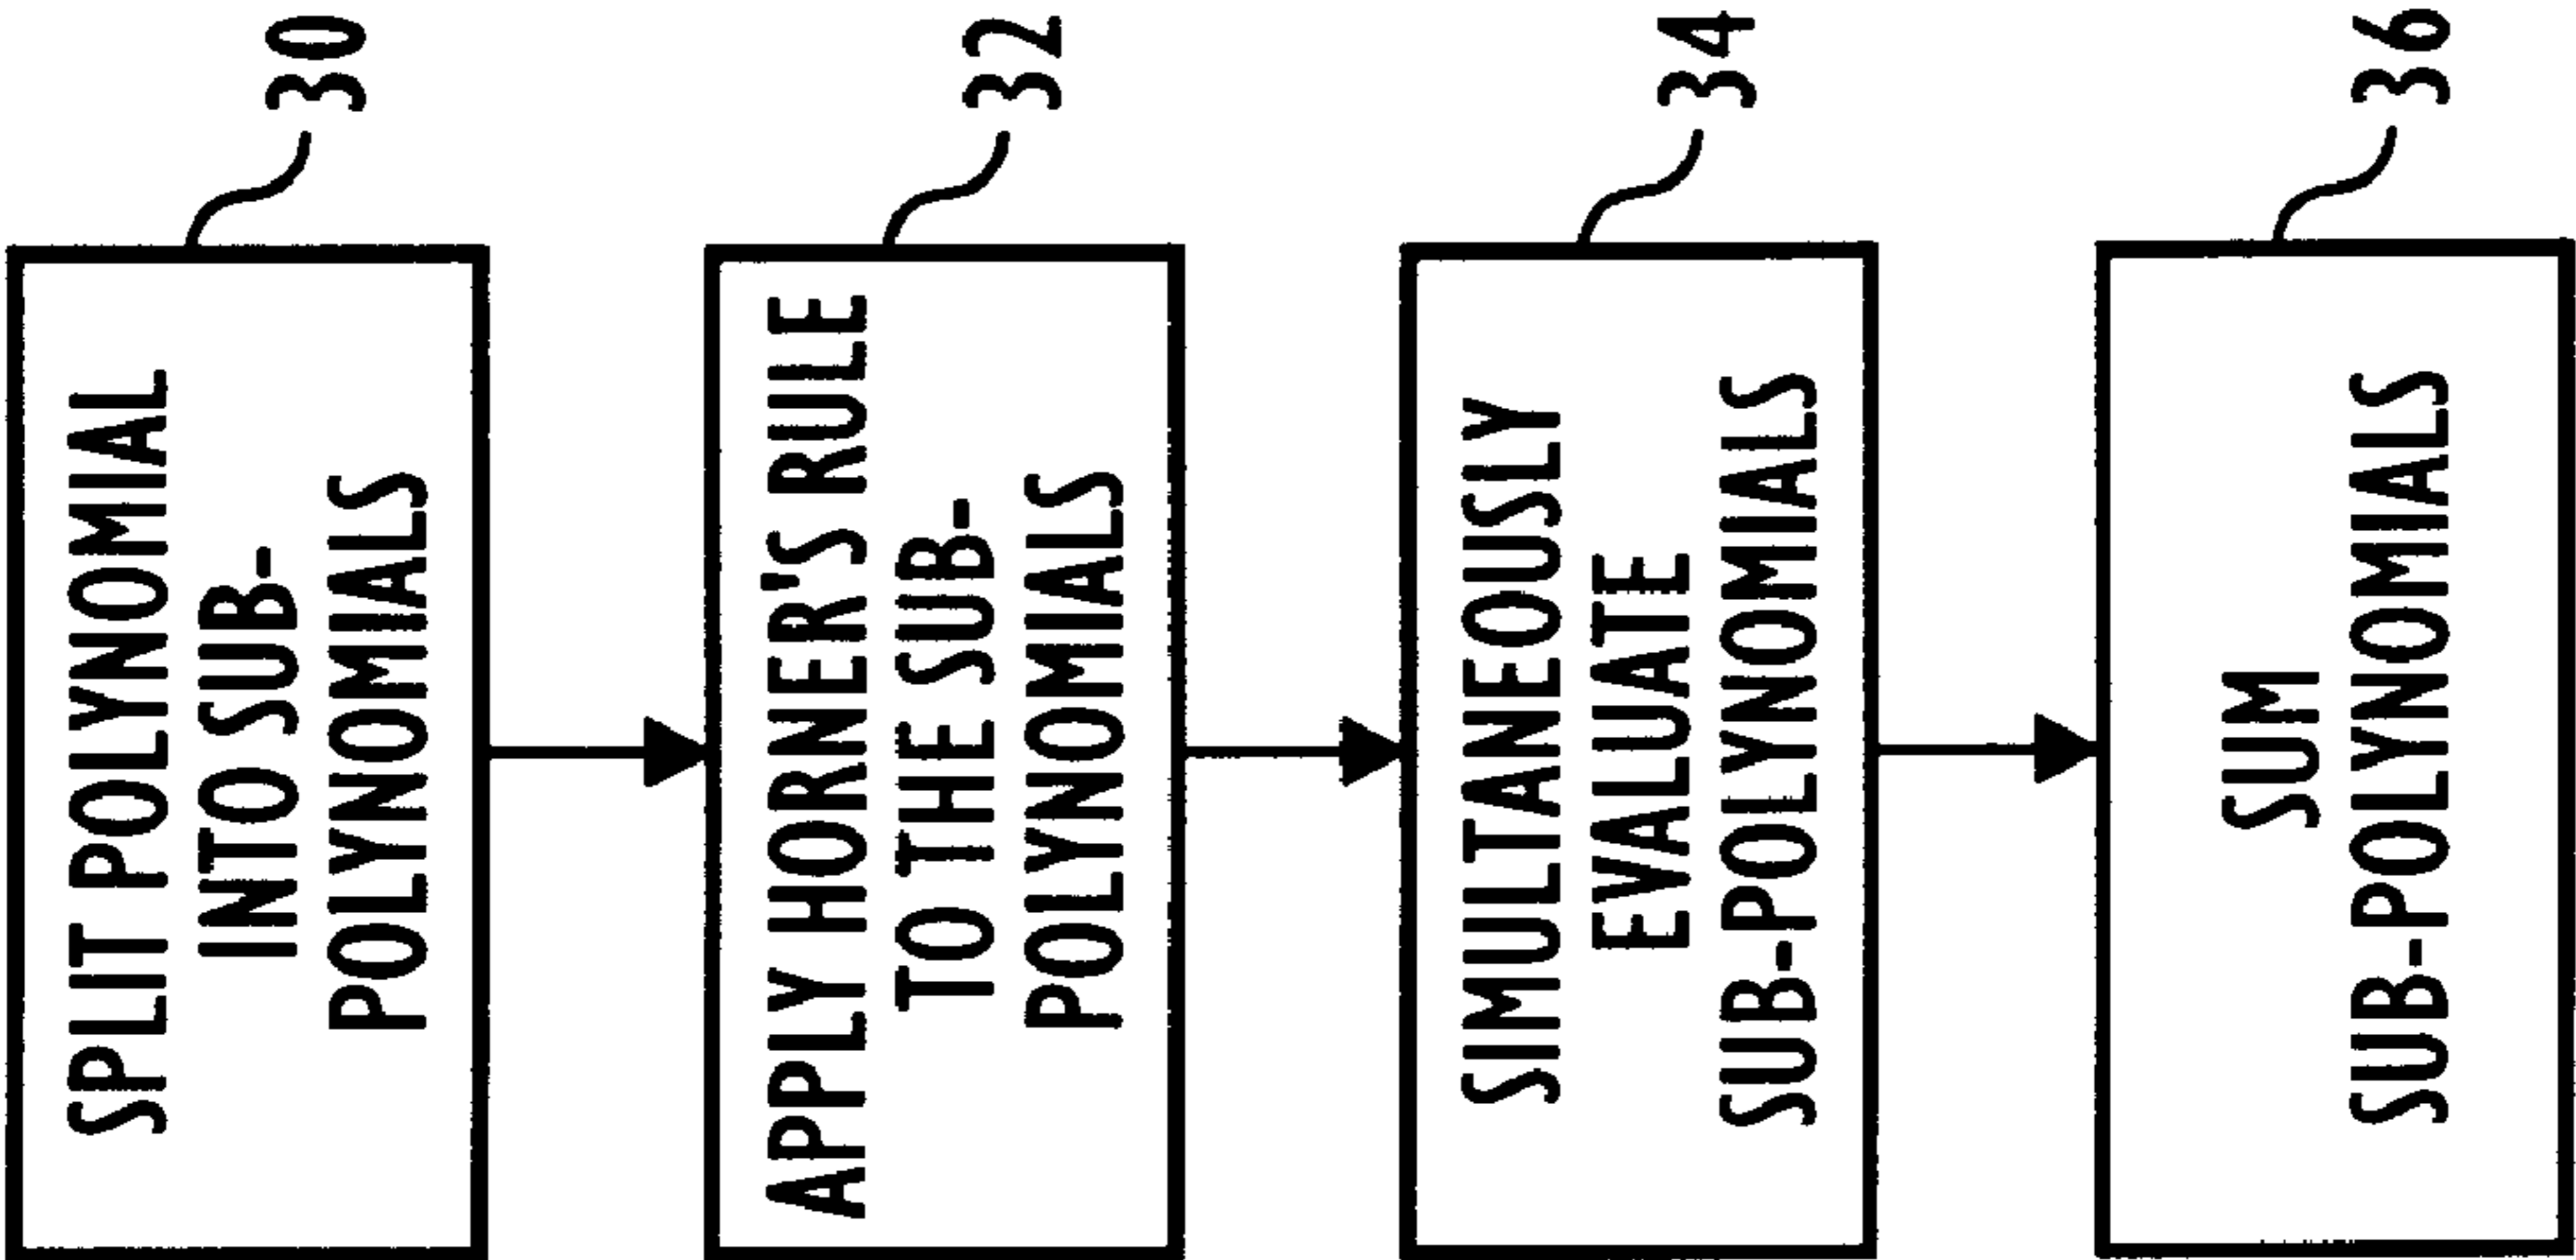 SPLIT POLYNOMIAL
INTO SUB-
POLYNOMIALS
30
APPLY HORNER'S RULE
TO THE SUB-
POLYNOMIALS
32
SIMULTANEOUSLY
EVALUATE
SUB-POLYNOMIALS
34
SUM
SUB-POLYNOMIALS
36